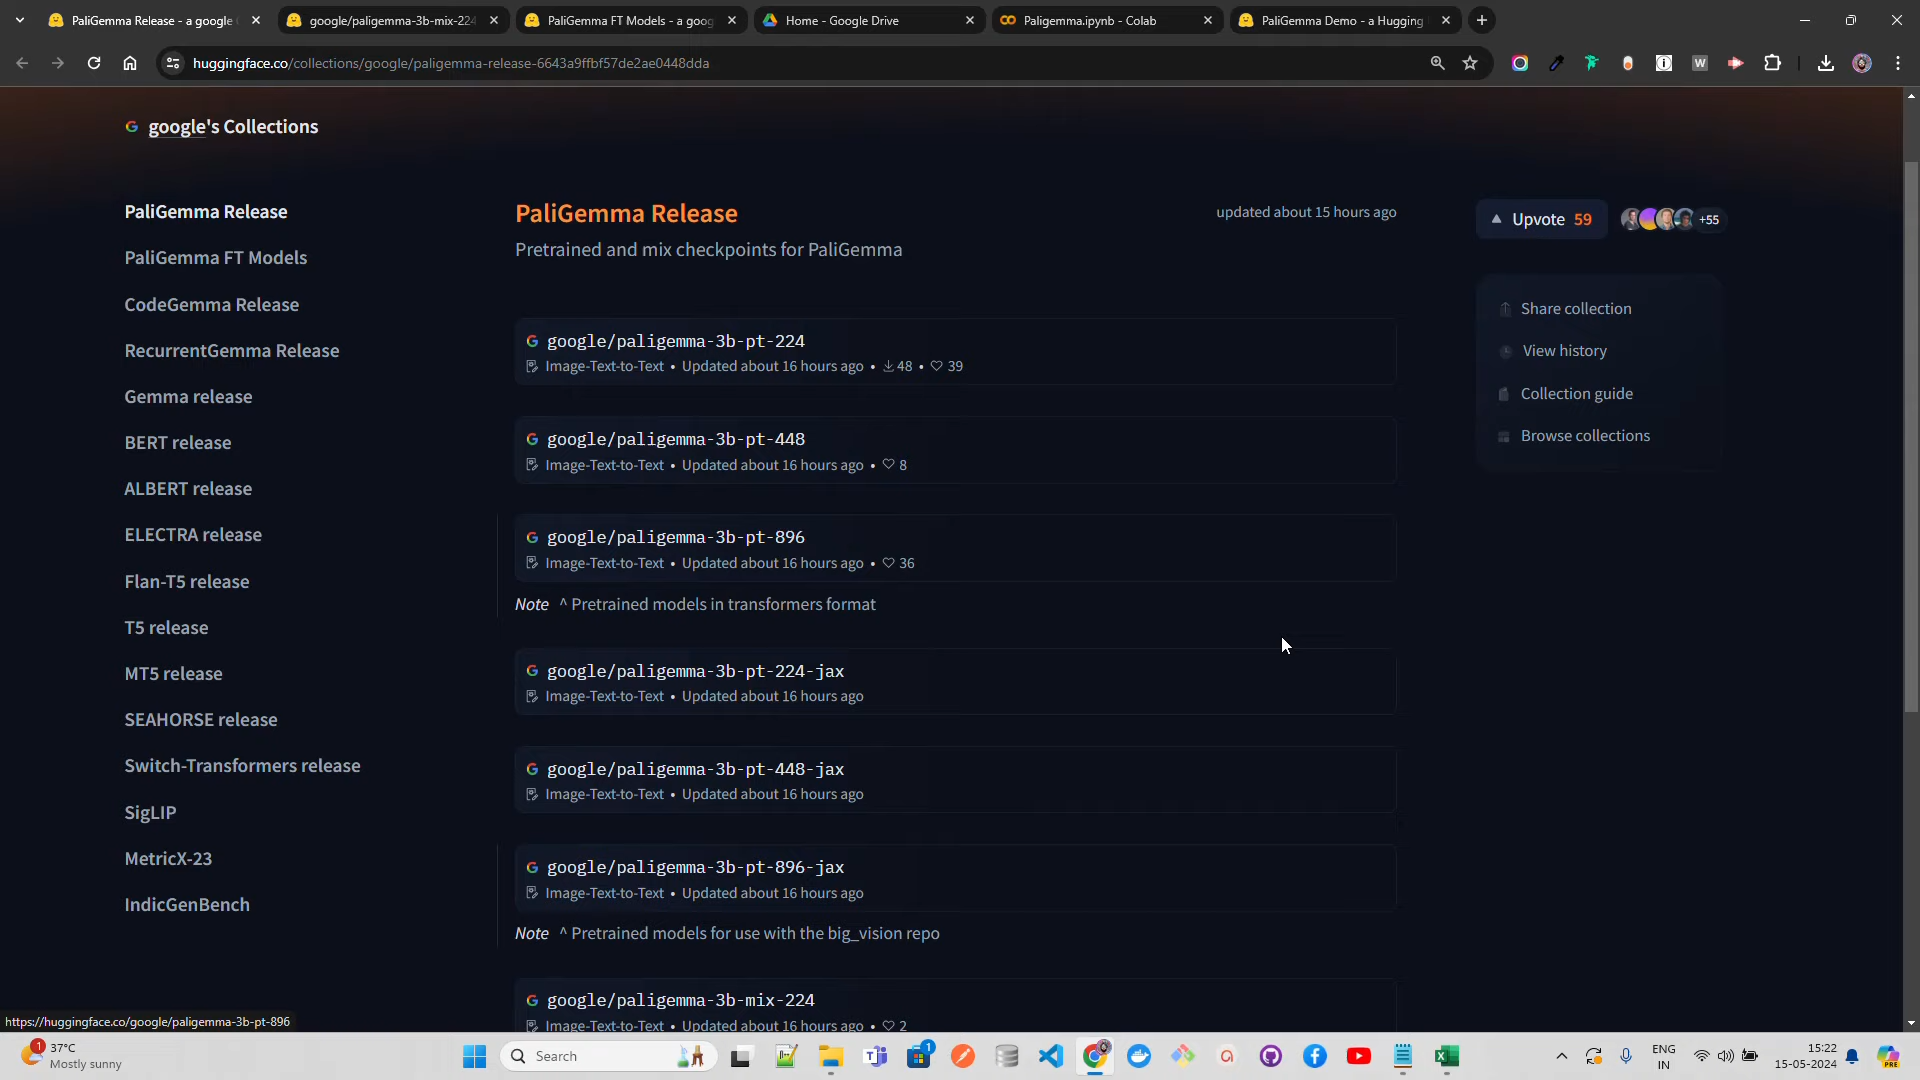 PaliGemma Release - a google
google/paligemma-3b-mix-224
PaliGemma FT Models - a goog
Home - Google Drive
Paligemma.ipynb - Colab
PaliGemma Demo - a Hugging
huggingface.co/collections/google/paligemma-release-6643a9ffbf57de2ae0448dda
google's Collections
PaliGemma Release
PaliGemma FT Models
CodeGemma Release
RecurrentGemma Release
Gemma release
BERT release
ALBERT release
ELECTRA release
Flan-T5 release
T5 release
MT5 release
SEAHORSE release
Switch-Transformers release
SigLIP
MetricX-23
IndicGenBench
PaliGemma Release
updated about 15 hours ago
Pretrained and mix checkpoints for PaliGemma
google/paligemma-3b-pt-224
Image-Text-to-Text • Updated about 16 hours ago • 48 • 39
google/paligemma-3b-pt-448
Image-Text-to-Text • Updated about 16 hours ago • 8
google/paligemma-3b-pt-896
Image-Text-to-Text • Updated about 16 hours ago • 36
Note ^ Pretrained models in transformers format
google/paligemma-3b-pt-224-jax
Image-Text-to-Text • Updated about 16 hours ago
google/paligemma-3b-pt-448-jax
Image-Text-to-Text • Updated about 16 hours ago
google/paligemma-3b-pt-896-jax
Image-Text-to-Text • Updated about 16 hours ago
Note ^ Pretrained models for use with the big_vision repo
google/paligemma-3b-mix-224
Image-Text-to-Text • Updated about 16 hours ago • 2
Upvote 59
+55
Share collection
View history
Collection guide
Browse collections
https://huggingface.co/google/paligemma-3b-pt-896
1
37°C
Mostly sunny
Search
1
ENG
IN
15:22
15-05-2024
PRE